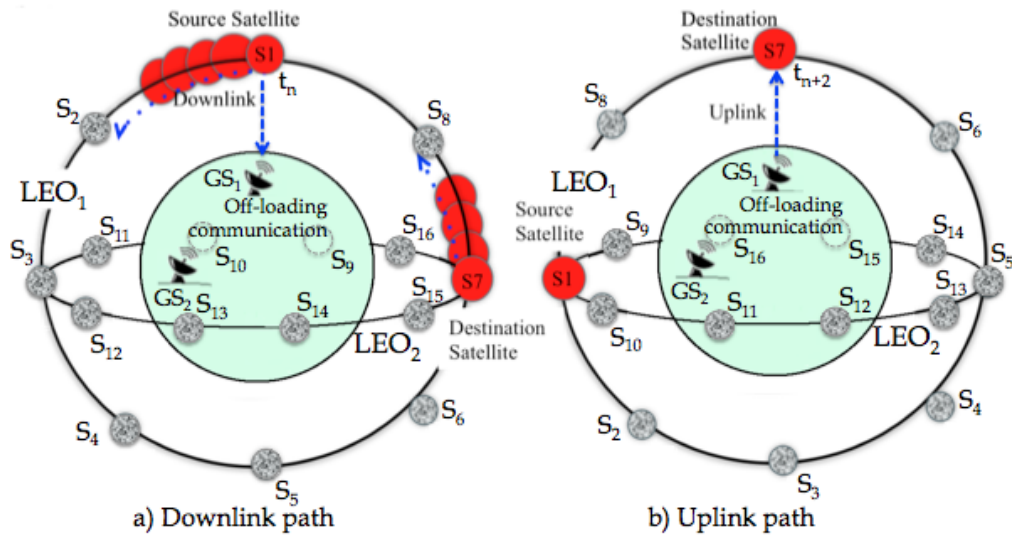 Source Satellite
S1
tₙ
Downlink
S₂
S₈
GS₁
LEO₁
Off-loading
communication
S₁₁
S₁₆
S₃
S₁₀
S₉
S7
GS₂
S₁₃
S₁₄
S₁₅
S₁₂
LEO₂
Destination
Satellite
S₄
S₆
S₅
a) Downlink path
Destination
Satellite
S7
tₙ₊₂
Uplink
S₈
S₆
GS₁
LEO₁
Off-loading
communication
Source
Satellite
S₉
S₁₄
S₁₆
S₁₅
S₅
S1
GS₂
S₁₃
S₁₀
S₁₁
S₁₂
LEO₂
S₂
S₄
S₃
b) Uplink path